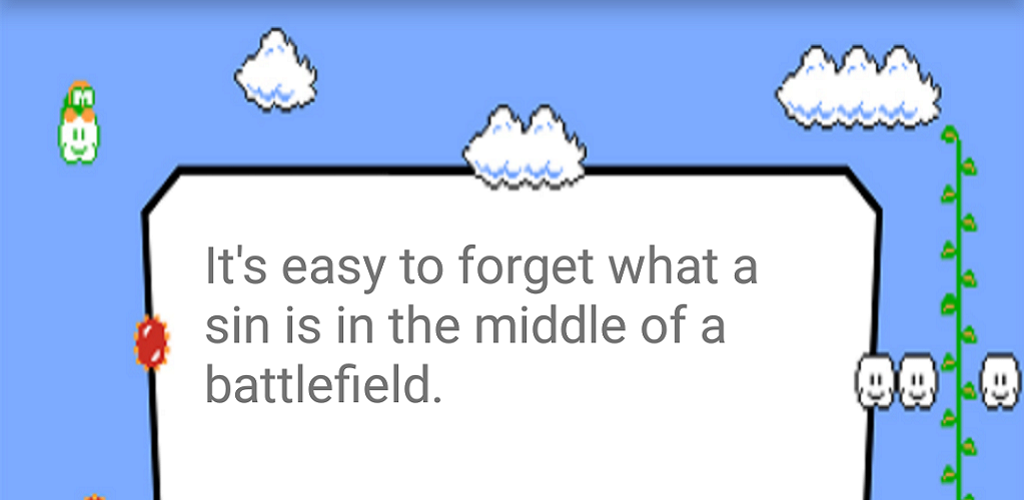 It's easy to forget what a
sin is in the middle of a
battlefield.